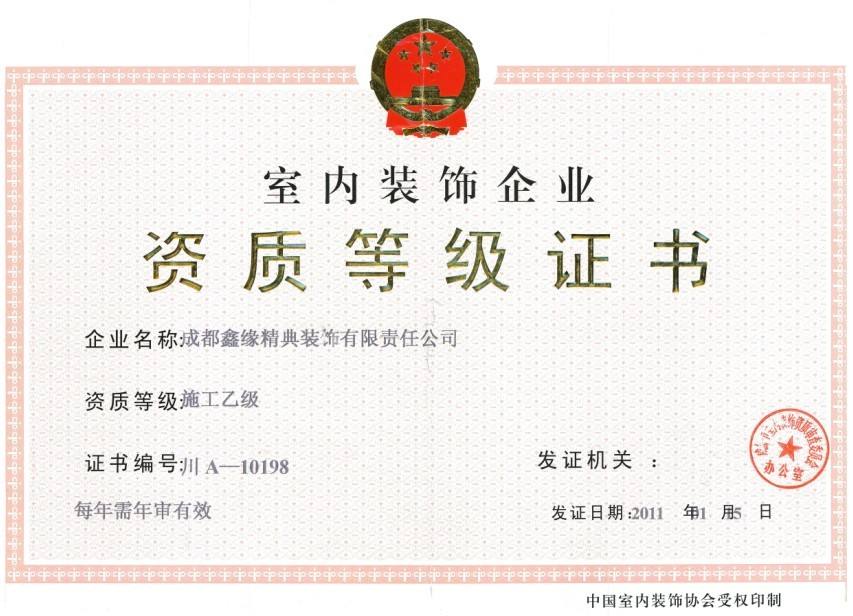 室内装饰企业
资质等级证书
企业名称:成都鑫缘精典装饰有限责任公司
资质等级:施工乙级
证书编号:川 A—10198
每年需年审有效
发证机关 :
办公室
发证日期:2011 年01 月15 日
中国室内装饰协会受权印制